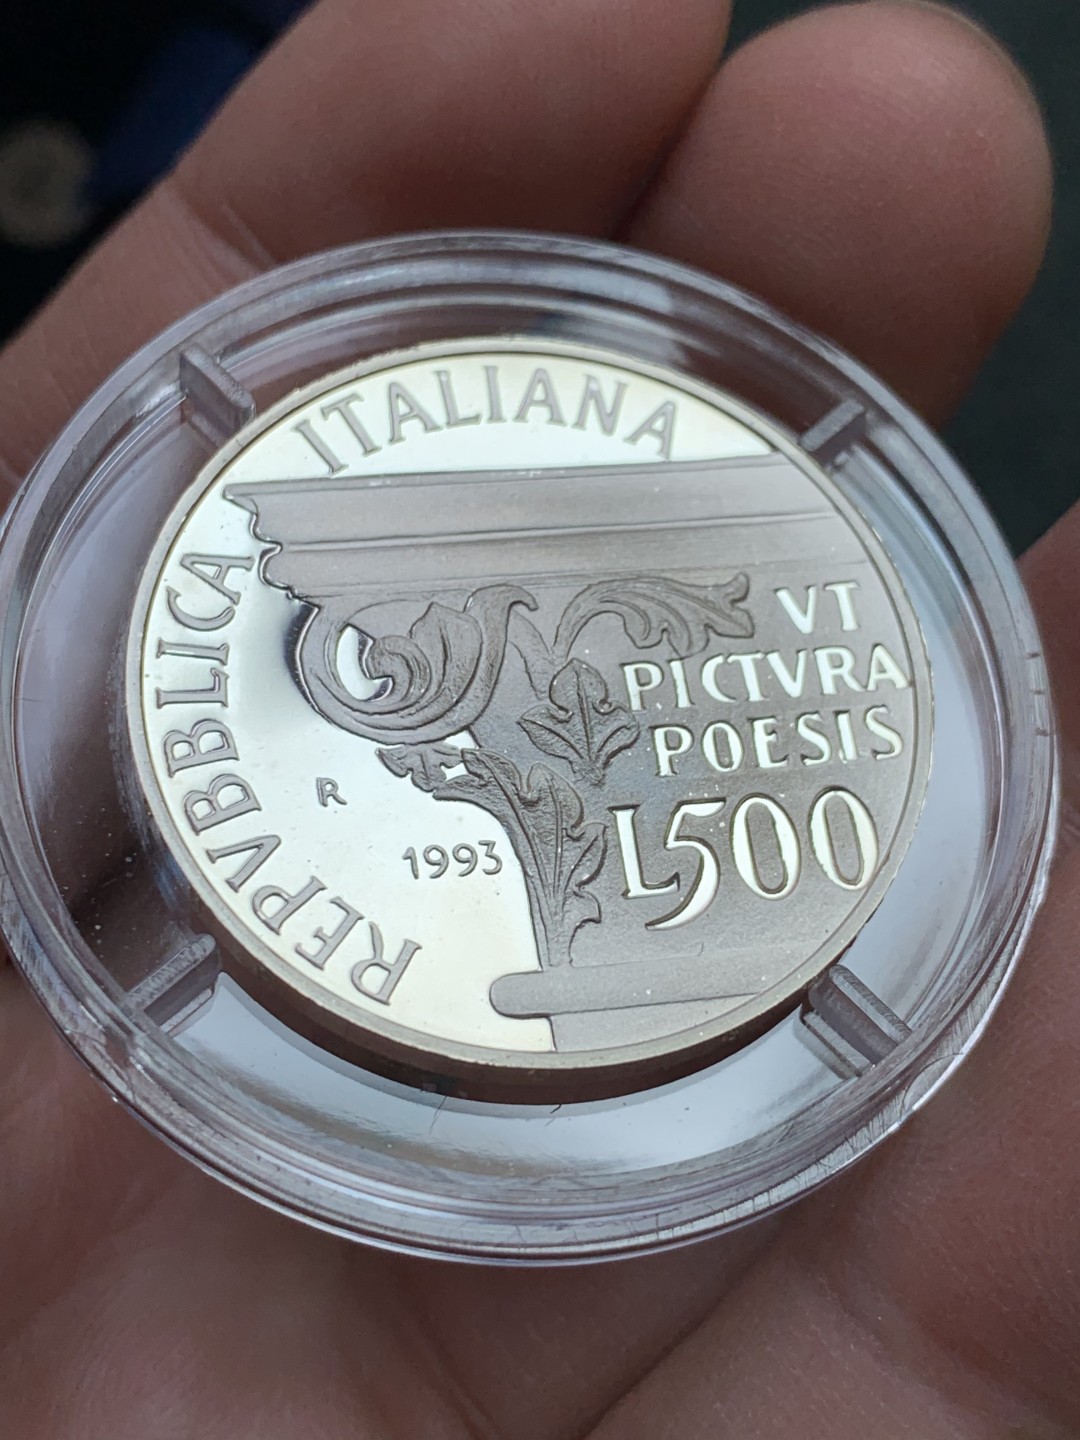 REPVBBLICA ITALIANA
VT
PICTVRA
POESIS
L500
R
1993